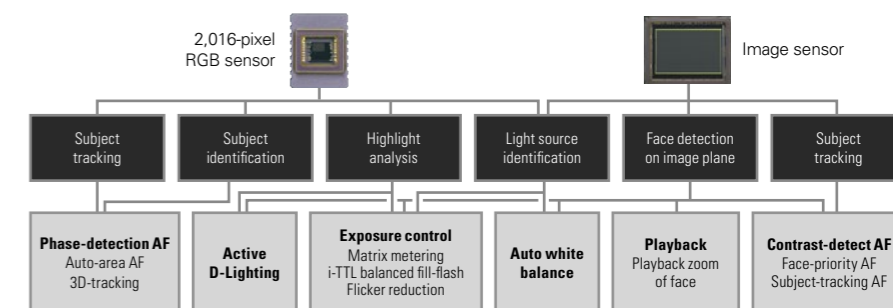 2,016-pixel
RGB sensor
Image sensor
Subject
tracking
Subject
identification
Highlight
analysis
Light source
identification
Face detection
on image plane
Subject
tracking
Phase-detection AF
Auto-area AF
3D-tracking
Active
D-Lighting
Exposure control
Matrix metering
i-TTL balanced fill-flash
Flicker reduction
Auto white
balance
Playback
Playback zoom
of face
Contrast-detect AF
Face-priority AF
Subject-tracking AF